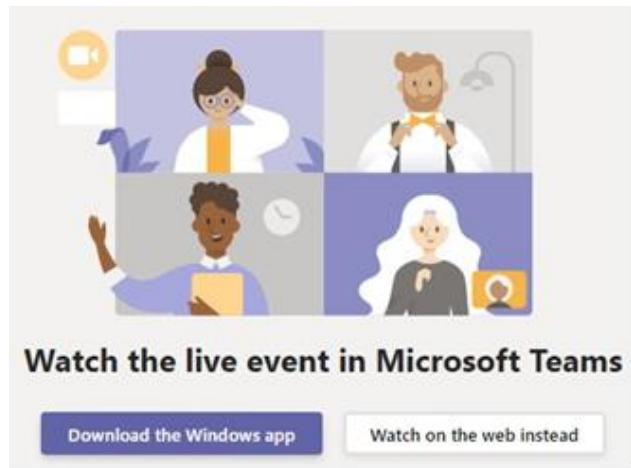 Watch the live event in Microsoft Teams
Download the Windows app
Watch on the web instead